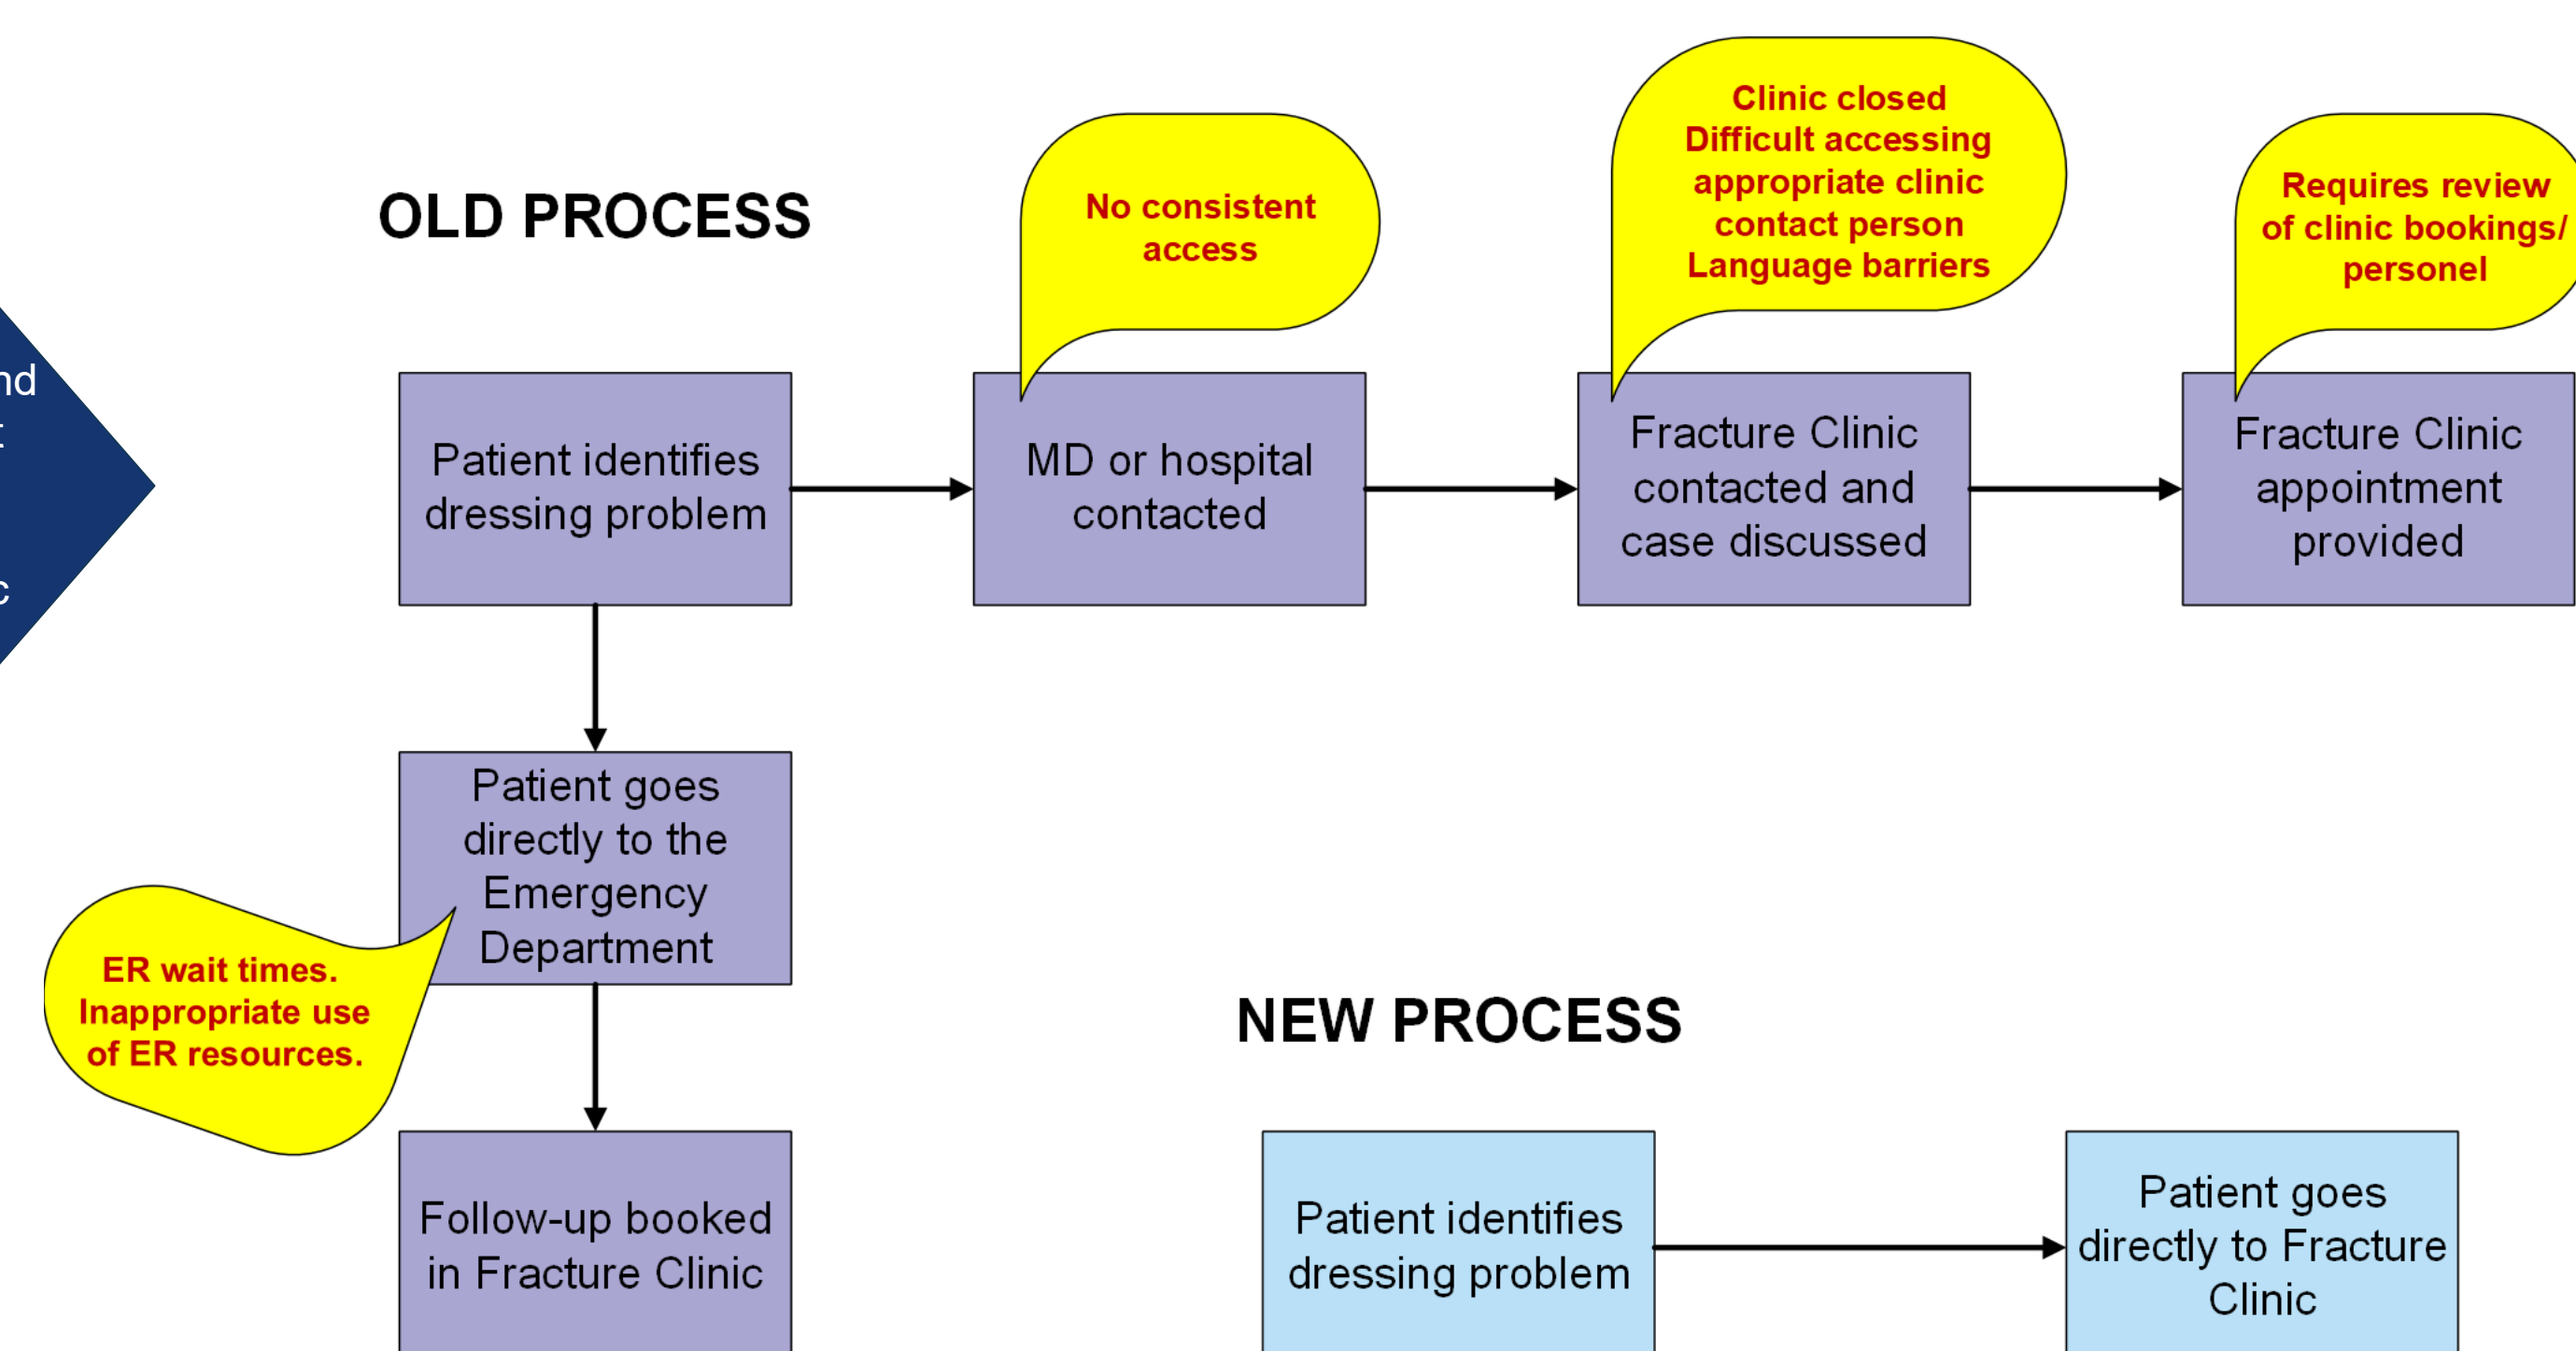 OLD PROCESS
No consistent
access
Clinic closed
Difficult accessing
appropriate clinic
contact person
Language barriers
Requires review
of clinic bookings/
personel
Patient identifies
dressing problem
MD or hospital
contacted
Fracture Clinic
contacted and
case discussed
Fracture Clinic
appointment
provided
Patient goes
directly to the
Emergency
Department
ER wait times.
Inappropriate use
of ER resources.
Follow-up booked
in Fracture Clinic
NEW PROCESS
Patient identifies
dressing problem
Patient goes
directly to Fracture
Clinic